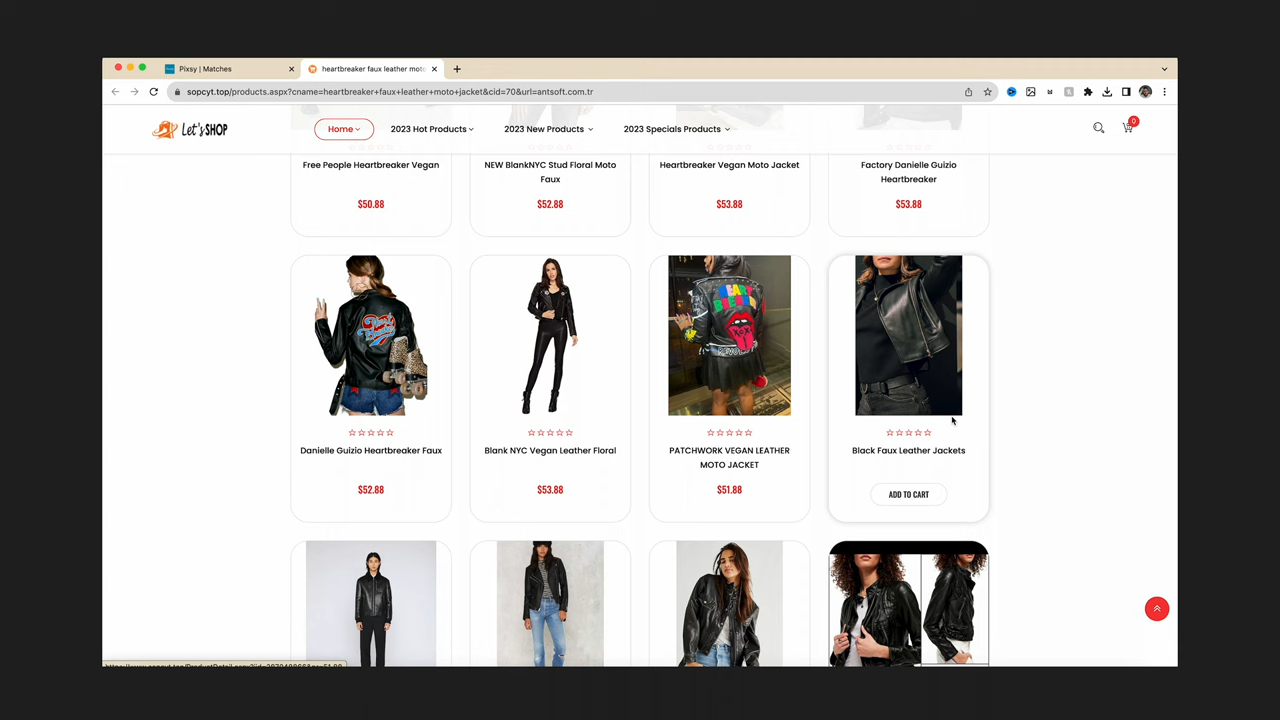 Pixsy | Matches
heartbreaker faux leather moto
sopcyt.top/products.aspx?cname=heartbreaker+faux+leather+moto+jacket&cid=70&url=antsoft.com.tr
Let'sSHOP
Home
2023 Hot Products
2023 New Products
2023 Specials Products
0
Free People Heartbreaker Vegan
$50.88
NEW BlankNYC Stud Floral Moto
Faux
$52.88
Heartbreaker Vegan Moto Jacket
$53.88
Factory Danielle Guizio
Heartbreaker
$53.88
Danielle Guizio Heartbreaker Faux
$52.88
Blank NYC Vegan Leather Floral
$53.88
HEART
PATCHWORK VEGAN LEATHER
MOTO JACKET
$51.88
Black Faux Leather Jackets
ADD TO CART